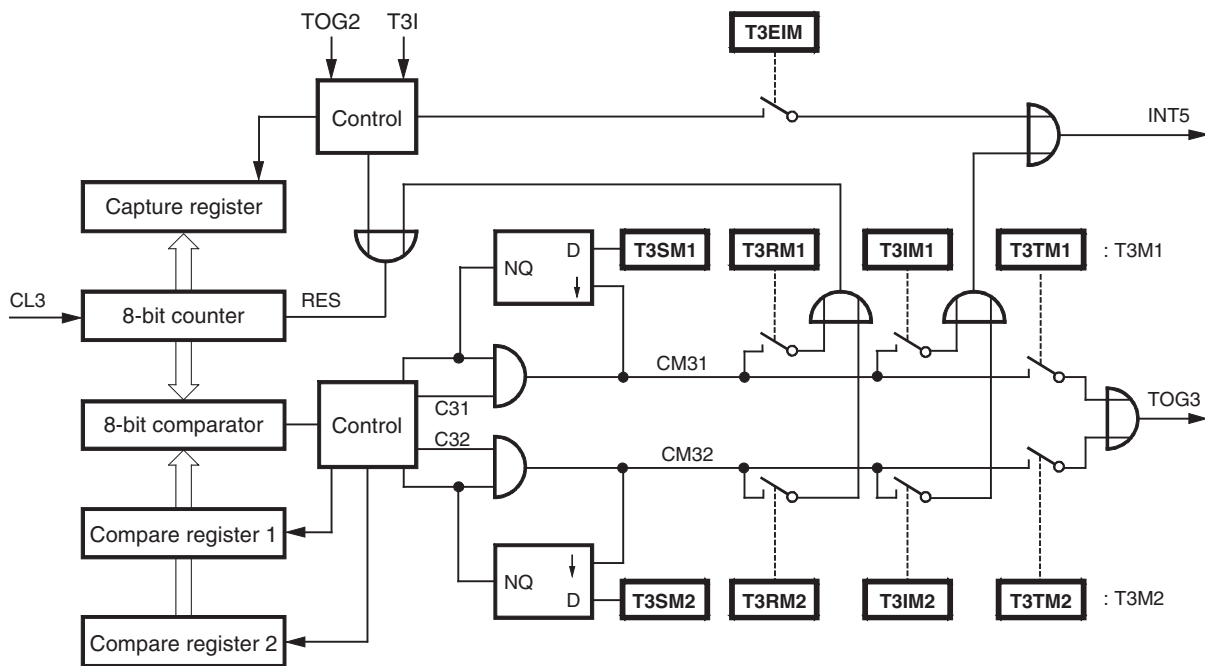 TOG2
T3I
T3EIM
Control
INT5
Capture register
NQ
D
T3SM1
T3RM1
T3IM1
T3TM1
: T3M1
CL3
8-bit counter
RES
CM31
TOG3
8-bit comparator
Control
C31
C32
CM32
Compare register 1
NQ
D
T3SM2
T3RM2
T3IM2
T3TM2
: T3M2
Compare register 2